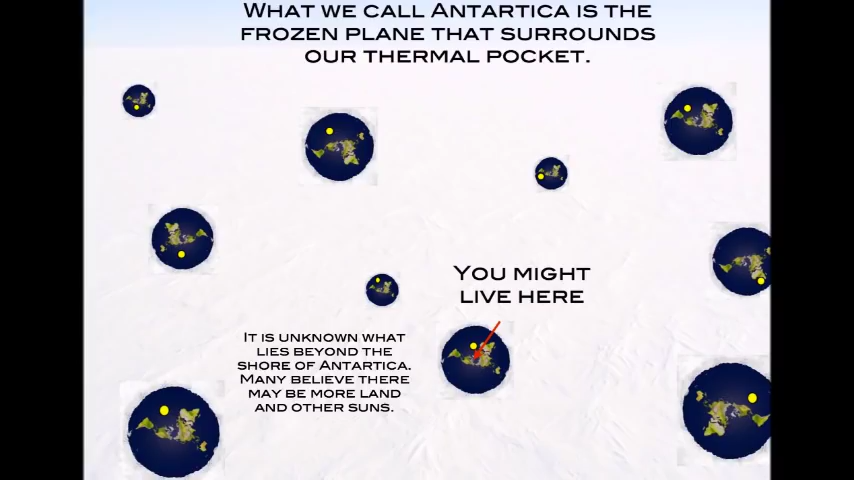 What we call Antartica is the
frozen plane that surrounds
our thermal pocket.
You might
live here
It is unknown what
lies beyond the
shore of Antartica.
Many believe there
may be more land
and other suns.